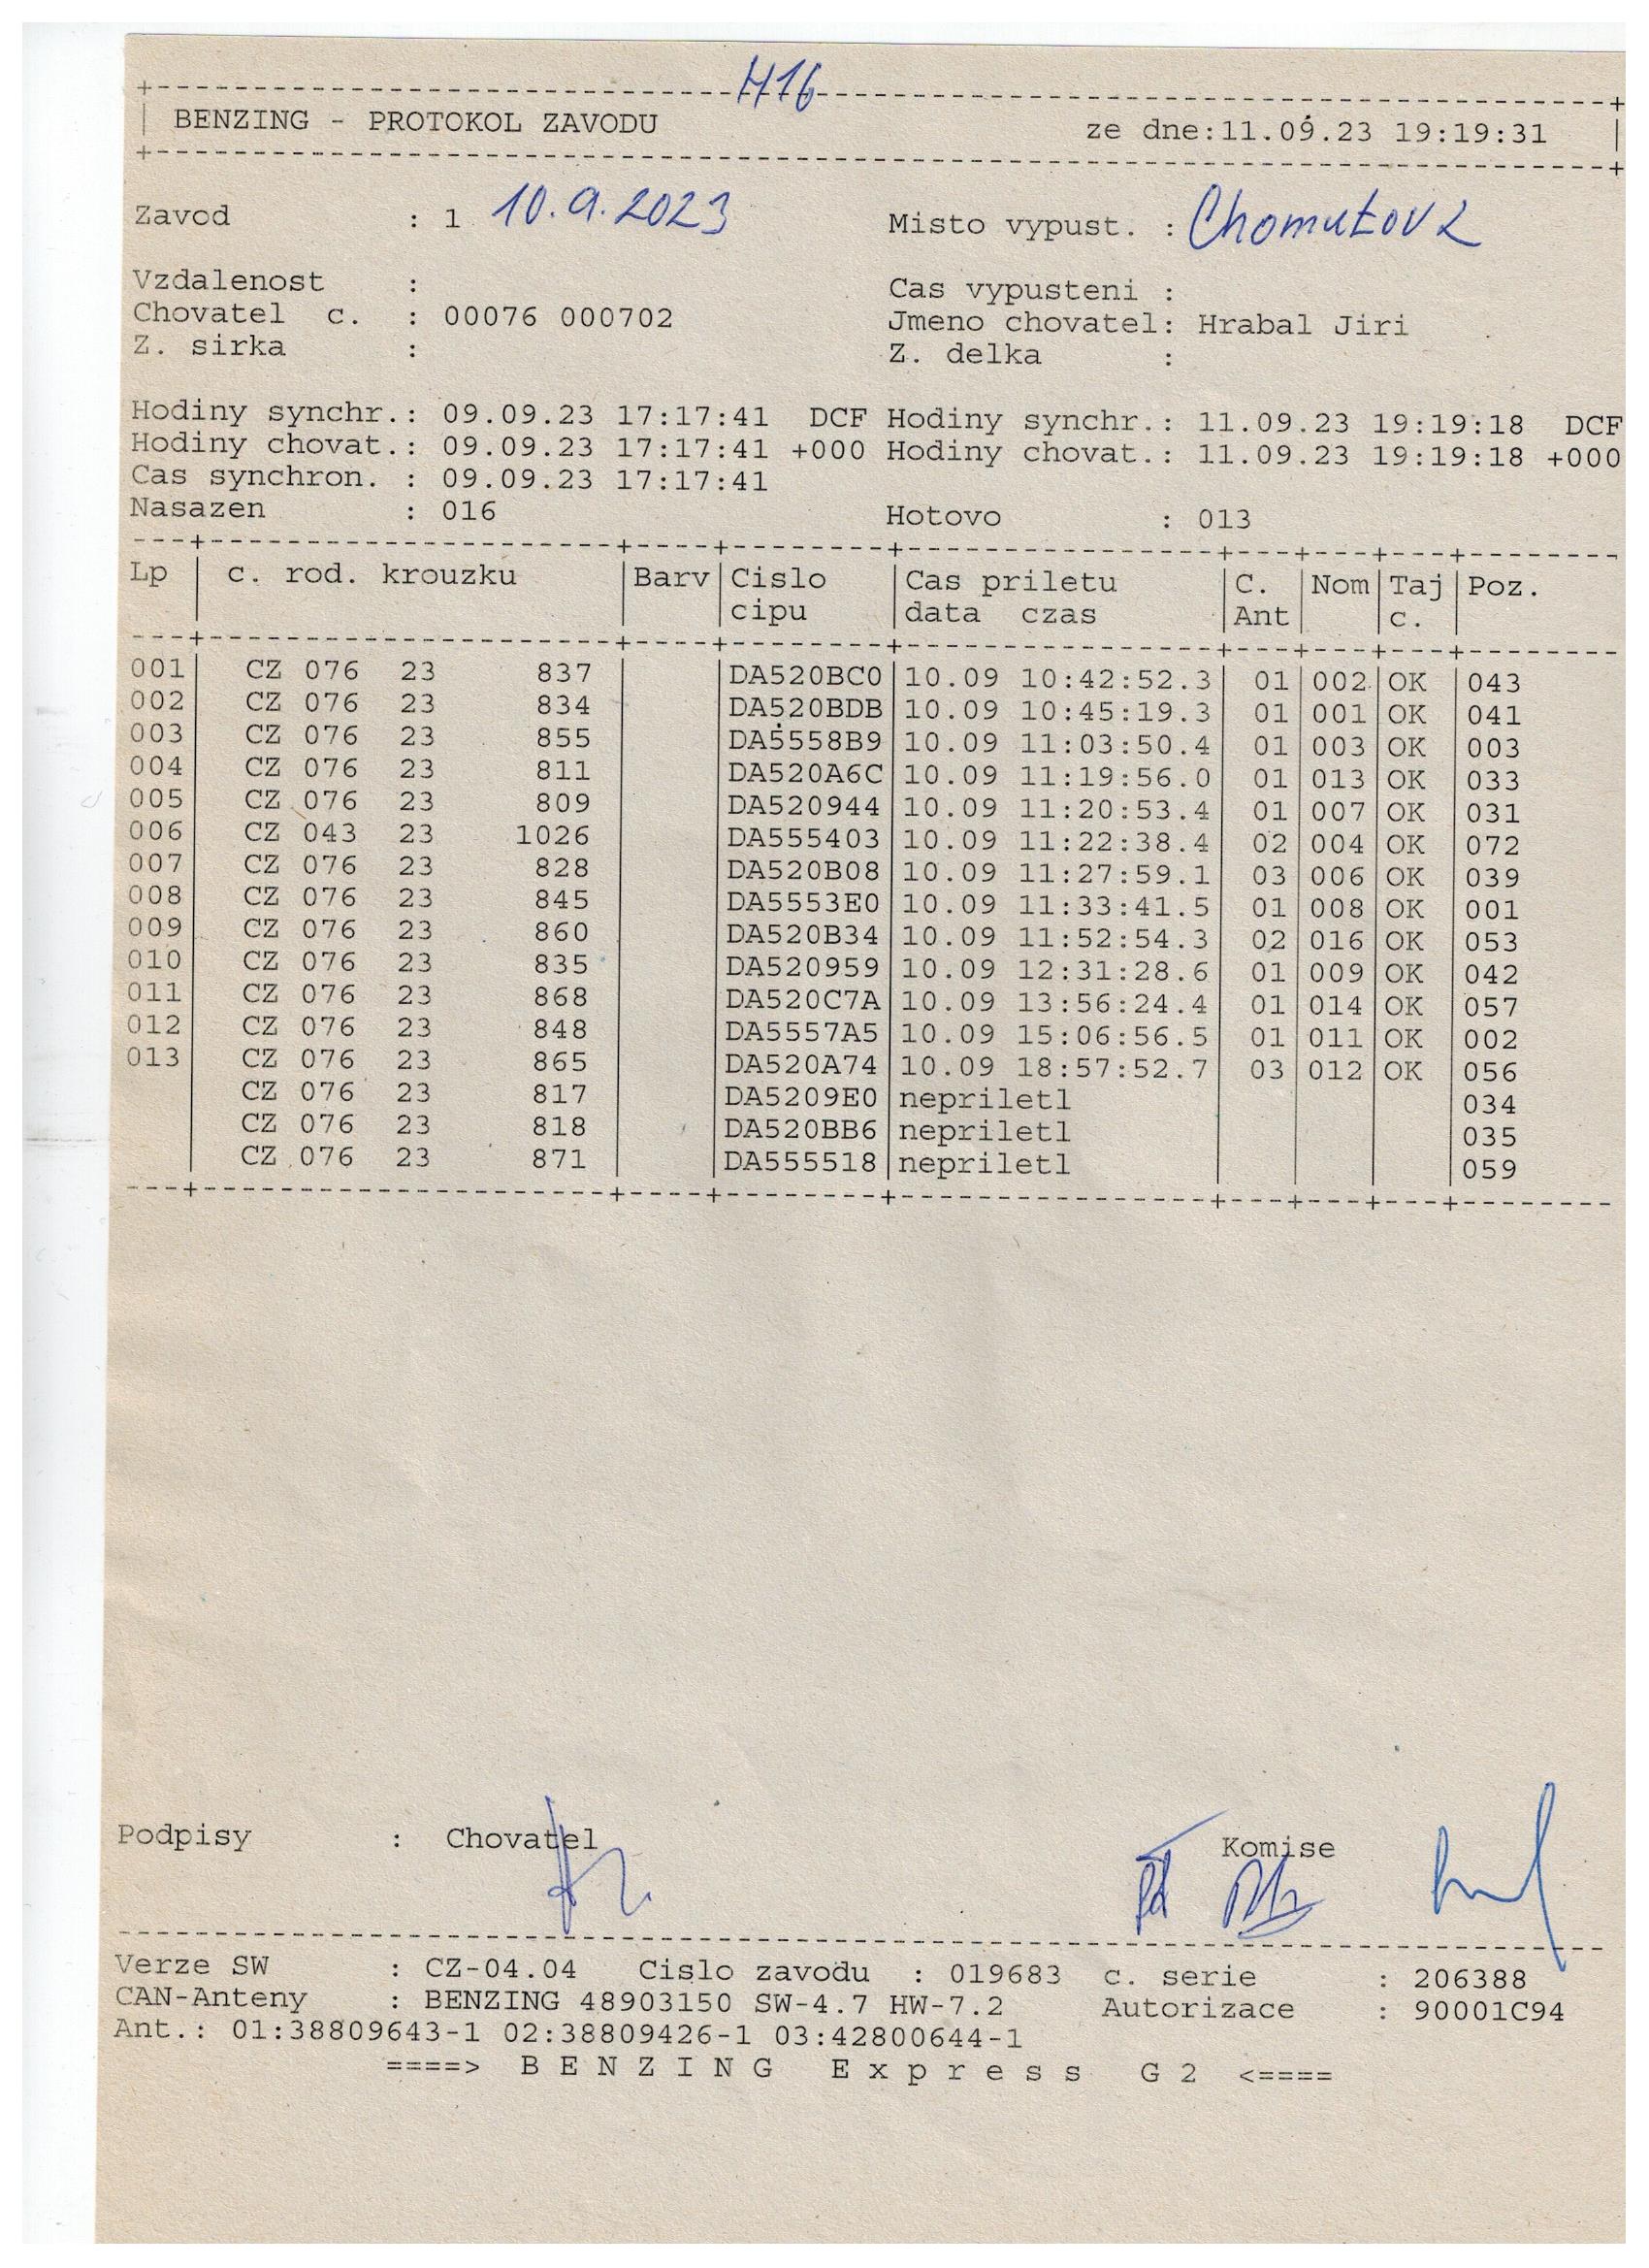 H16
BENZING - PROTOKOL ZAVODU ze dne:11.09.23 19:19:31
Zavod : 1 10.9.2023 Misto vypust. : Chomutov 2
Vzdalenost : Cas vypusteni :
Chovatel c. : 00076 000702 Jmeno chovatel: Hrabal Jiri
Z. sirka : Z. delka :
Hodiny synchr.: 09.09.23 17:17:41 DCF Hodiny synchr.: 11.09.23 19:19:18 DCF
Hodiny chovat.: 09.09.23 17:17:41 +000 Hodiny chovat.: 11.09.23 19:19:18 +000
Cas synchron. : 09.09.23 17:17:41
Nasazen : 016 Hotovo : 013
Lp c. rod. krouzku Barv Cislo Cas priletu C. Nom Taj Poz.
cipu data czas Ant c.
001 CZ 076 23 837 DA520BC0 10.09 10:42:52.3 01 002 OK 043
002 CZ 076 23 834 DA520BDB 10.09 10:45:19.3 01 001 OK 041
003 CZ 076 23 855 DA5558B9 10.09 11:03:50.4 01 003 OK 003
004 CZ 076 23 811 DA520A6C 10.09 11:19:56.0 01 013 OK 033
005 CZ 076 23 809 DA520944 10.09 11:20:53.4 01 007 OK 031
006 CZ 043 23 1026 DA555403 10.09 11:22:38.4 02 004 OK 072
007 CZ 076 23 828 DA520B08 10.09 11:27:59.1 03 006 OK 039
008 CZ 076 23 845 DA5553E0 10.09 11:33:41.5 01 008 OK 001
009 CZ 076 23 860 DA520B34 10.09 11:52:54.3 02 016 OK 053
010 CZ 076 23 835 DA520959 10.09 12:31:28.6 01 009 OK 042
011 CZ 076 23 868 DA520C7A 10.09 13:56:24.4 01 014 OK 057
012 CZ 076 23 848 DA5557A5 10.09 15:06:56.5 01 011 OK 002
013 CZ 076 23 865 DA520A74 10.09 18:57:52.7 03 012 OK 056
CZ 076 23 817 DA5209E0 nepriletl 034
CZ 076 23 818 DA520BB6 nepriletl 035
CZ 076 23 871 DA555518 nepriletl 059
Podpisy : Chovatel Komise
Verze SW : CZ-04.04 Cislo zavodu : 019683 c. serie : 206388
CAN-Anteny : BENZING 48903150 SW-4.7 HW-7.2 Autorizace : 90001C94
Ant.: 01:38809643-1 02:38809426-1 03:42800644-1
====> B E N Z I N G E x p r e s s G 2 <====